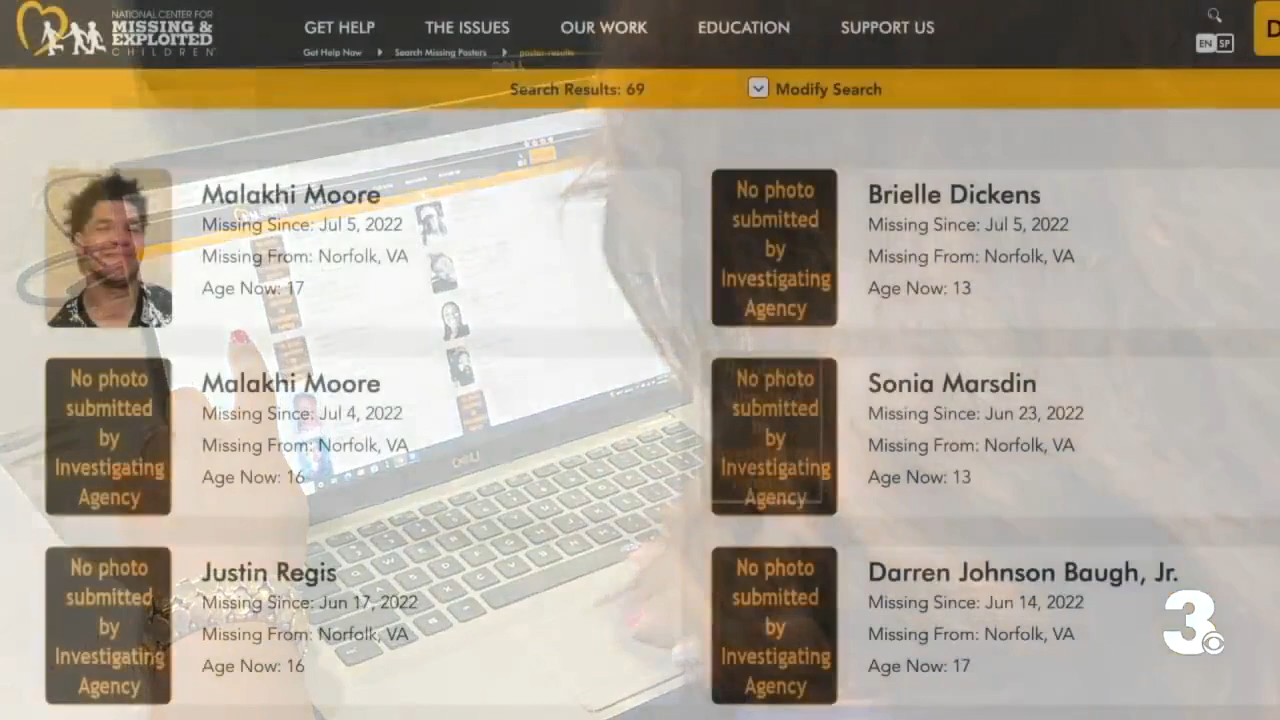 NATIONAL CENTER FOR
MISSING &
EXPLOITED
CHILDREN
GET HELP
THE ISSUES
OUR WORK
EDUCATION
SUPPORT US
EN SP
D
Get Help Now
Search Missing Posters
poster-results
Search Results: 69
Modify Search
Malakhi Moore
Missing Since: Jul 5, 2022
Missing From: Norfolk, VA
Age Now: 17
No photo
submitted
by
Investigating
Agency
Brielle Dickens
Missing Since: Jul 5, 2022
Missing From: Norfolk, VA
Age Now: 13
No photo
submitted
by
Investigating
Agency
Malakhi Moore
Missing Since: Jul 4, 2022
Missing From: Norfolk, VA
Age Now: 16
No photo
submitted
by
Investigating
Agency
Sonia Marsdin
Missing Since: Jun 23, 2022
Missing From: Norfolk, VA
Age Now: 13
No photo
submitted
by
Investigating
Agency
Justin Regis
Missing Since: Jun 17, 2022
Missing From: Norfolk, VA
Age Now: 16
No photo
submitted
by
Investigating
Agency
Darren Johnson Baugh, Jr.
Missing Since: Jun 14, 2022
Missing From: Norfolk, VA
Age Now: 17
DELL
3